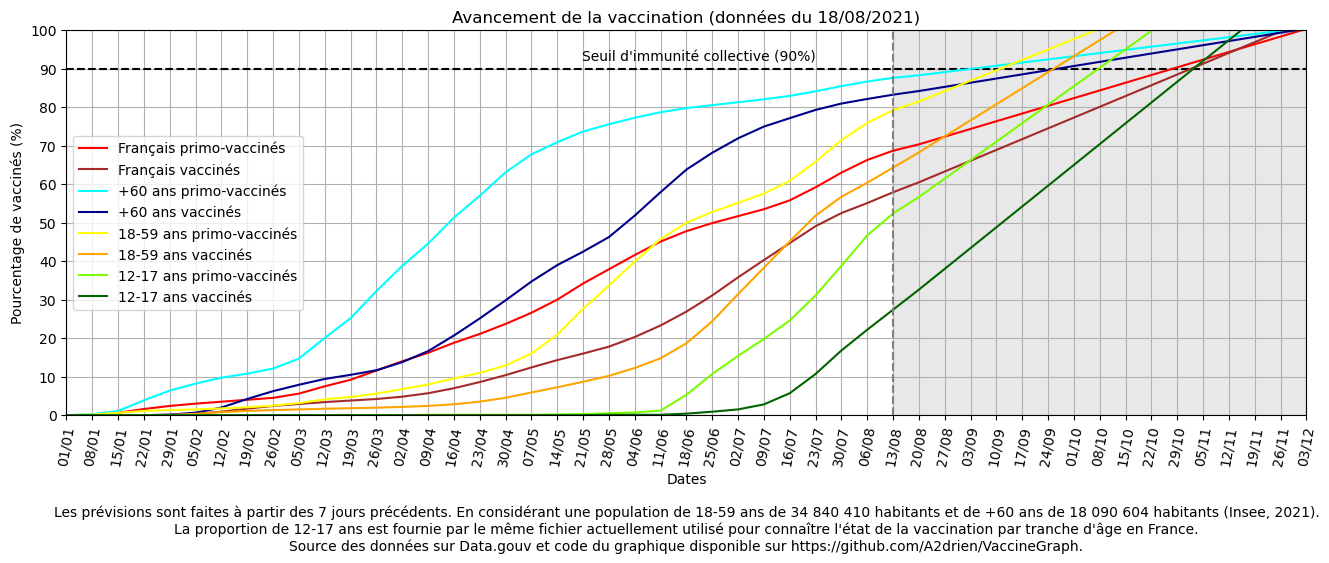 Avancement de la vaccination (données du 18/08/2021)
Pourcentage de vaccinés (%)
100
90
80
70
60
50
40
30
20
10
0
Seuil d'immunité collective (90%)
Français primo-vaccinés
Français vaccinés
+60 ans primo-vaccinés
+60 ans vaccinés
18-59 ans primo-vaccinés
18-59 ans vaccinés
12-17 ans primo-vaccinés
12-17 ans vaccinés
01/01 08/01 15/01 22/01 29/01 05/02 12/02 19/02 26/02 05/03 12/03 19/03 26/03 02/04 09/04 16/04 23/04 30/04 07/05 14/05 21/05 28/05 04/06 11/06 18/06 25/06 02/07 09/07 16/07 23/07 30/07 06/08 13/08 20/08 27/08 03/09 10/09 17/09 24/09 01/10 08/10 15/10 22/10 29/10 05/11 12/11 19/11 26/11 03/12
Dates
Les prévisions sont faites à partir des 7 jours précédents. En considérant une population de 18-59 ans de 34 840 410 habitants et de +60 ans de 18 090 604 habitants (Insee, 2021).
La proportion de 12-17 ans est fournie par le même fichier actuellement utilisé pour connaître l'état de la vaccination par tranche d'âge en France.
Source des données sur Data.gouv et code du graphique disponible sur https://github.com/A2drien/VaccineGraph.